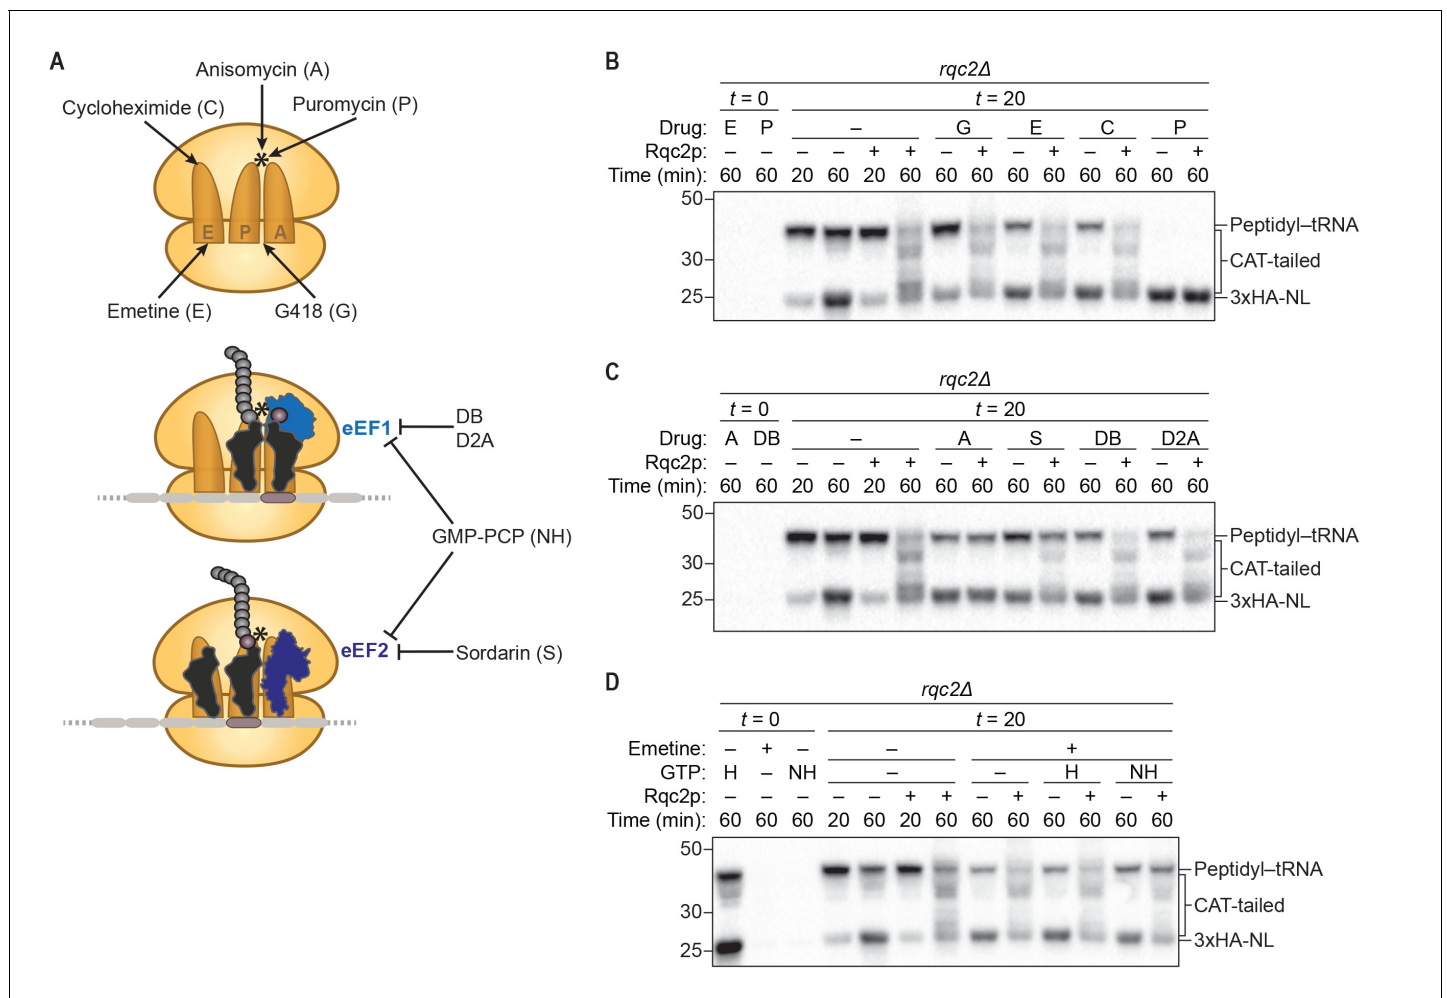 A
Anisomycin (A)
Cycloheximide (C)
Puromycin (P)
*
E P A
Emetine (E)
G418 (G)
*
eEF1
DB
D2A
GMP-PCP (NH)
*
eEF2
Sordarin (S)
B
rqc2Δ
t = 0 t = 20
Drug: E P – G E C P
Rqc2p: – – – – + + – + – + – + – +
Time (min): 60 60 20 60 20 60 60 60 60 60 60 60 60 60
50
30
25
Peptidyl–tRNA
CAT-tailed
3xHA-NL
C
rqc2Δ
t = 0 t = 20
Drug: A DB – A S DB D2A
Rqc2p: – – – – + + – + – + – + – +
Time (min): 60 60 20 60 20 60 60 60 60 60 60 60 60 60
50
30
25
Peptidyl–tRNA
CAT-tailed
3xHA-NL
D
rqc2Δ
t = 0 t = 20
Emetine: – + – – +
GTP: H – NH – – H NH
Rqc2p: – – – – – + + – + – + – +
Time (min): 60 60 60 20 60 20 60 60 60 60 60 60 60
50
30
25
Peptidyl–tRNA
CAT-tailed
3xHA-NL